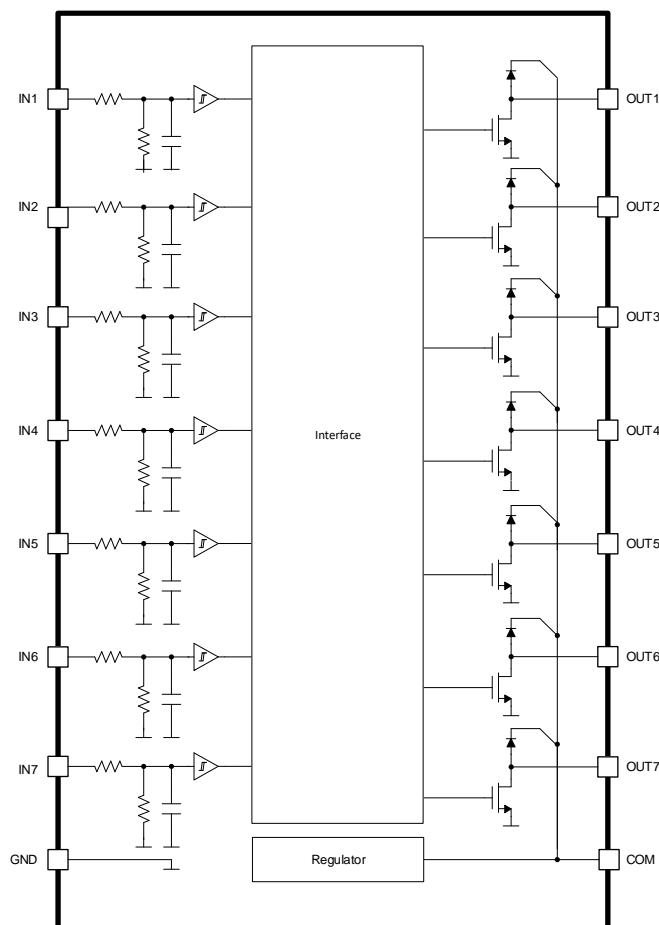 IN1
OUT1
IN2
OUT2
IN3
OUT3
IN4
OUT4
Interface
IN5
OUT5
IN6
OUT6
IN7
OUT7
GND
Regulator
COM